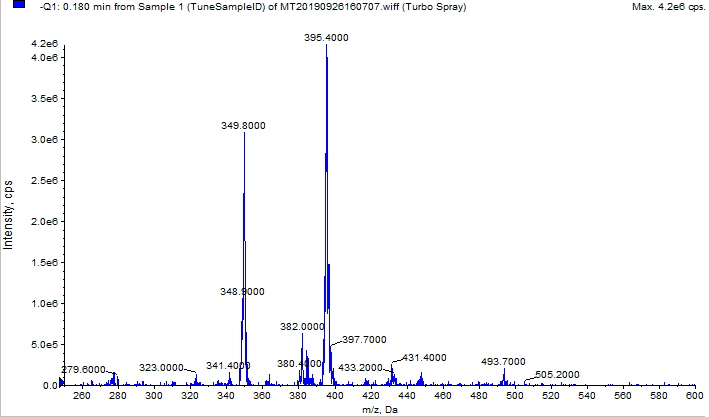 -Q1: 0.180 min from Sample 1 (TuneSampleID) of MT20190926160707.wiff (Turbo Spray) Max. 4.2e6 cps.
395.4000
4.2e6
4.0e6
3.5e6
349.8000
3.0e6
2.5e6
2.0e6
1.5e6
348.9000
1.0e6
382.0000
397.7000
5.0e5
279.6000 323.0000 341.4000 380.4000 433.2000 431.4000 493.7000 505.2000
0.0
260 280 300 320 340 360 380 400 420 440 460 480 500 520 540 560 580 600
m/z, Da
Intensity, cps